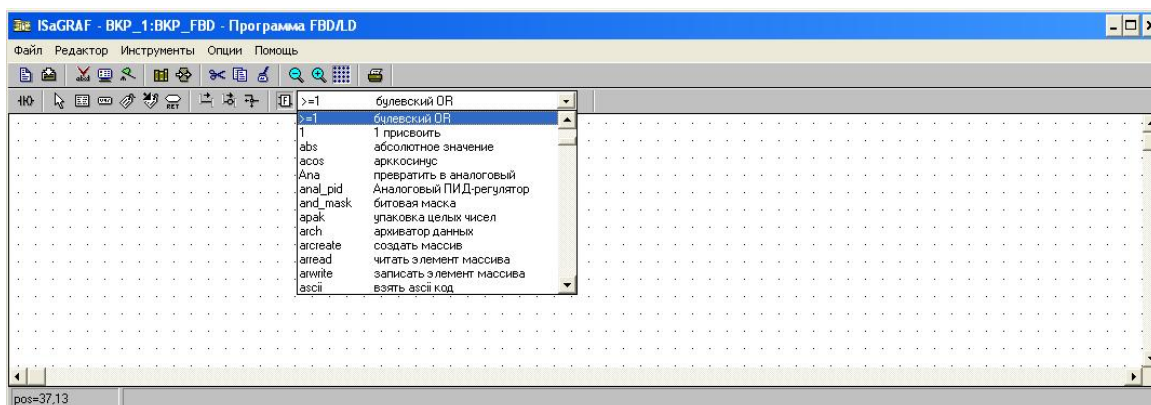 ISaGRAF - BKP_1:BKP_FBD - Программа FBD/LD
Файл Редактор Инструменты Опции Помощь
>=1 булевский OR
>=1 булевский OR
1 1 присвоить
abs абсолютное значение
acos арккосинус
Ana превратить в аналоговый
anal_pid Аналоговый ПИД-регулятор
and_mask битовая маска
apak упаковка целых чисел
arch архиватор данных
arcreate создать массив
arread читать элемент массива
arwrite записать элемент массива
ascii взять ascii код
pos=37,13